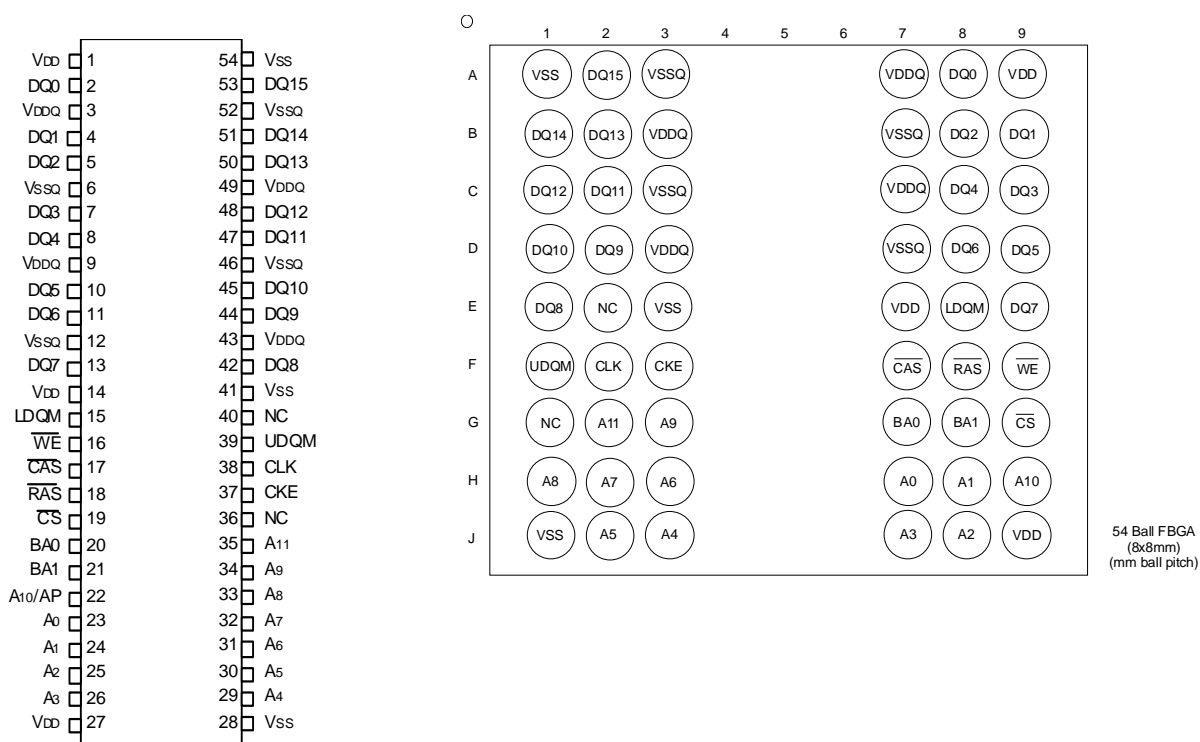 VDD 1 54 VSS
DQ0 2 53 DQ15
VDDQ 3 52 VSSQ
DQ1 4 51 DQ14
DQ2 5 50 DQ13
VSSQ 6 49 VDDQ
DQ3 7 48 DQ12
DQ4 8 47 DQ11
VDDQ 9 46 VSSQ
DQ5 10 45 DQ10
DQ6 11 44 DQ9
VSSQ 12 43 VDDQ
DQ7 13 42 DQ8
VDD 14 41 VSS
LDQM 15 40 NC
WE 16 39 UDQM
CAS 17 38 CLK
RAS 18 37 CKE
CS 19 36 NC
BA0 20 35 A11
BA1 21 34 A9
A10/AP 22 33 A8
A0 23 32 A7
A1 24 31 A6
A2 25 30 A5
A3 26 29 A4
VDD 27 28 VSS
1 2 3 4 5 6 7 8 9
A VSS DQ15 VSSQ VDDQ DQ0 VDD
B DQ14 DQ13 VDDQ VSSQ DQ2 DQ1
C DQ12 DQ11 VSSQ VDDQ DQ4 DQ3
D DQ10 DQ9 VDDQ VSSQ DQ6 DQ5
E DQ8 NC VSS VDD LDQM DQ7
F UDQM CLK CKE CAS RAS WE
G NC A11 A9 BA0 BA1 CS
H A8 A7 A6 A0 A1 A10
J VSS A5 A4 A3 A2 VDD
54 Ball FBGA
(8x8mm)
(mm ball pitch)